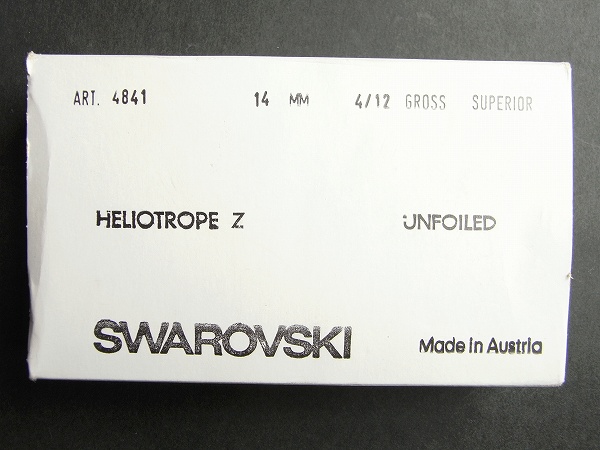 ART. 4841 14 MM 4/12 GROSS SUPERIOR
HELIOTROPE Z UNFOILED
SWAROVSKI Made in Austria